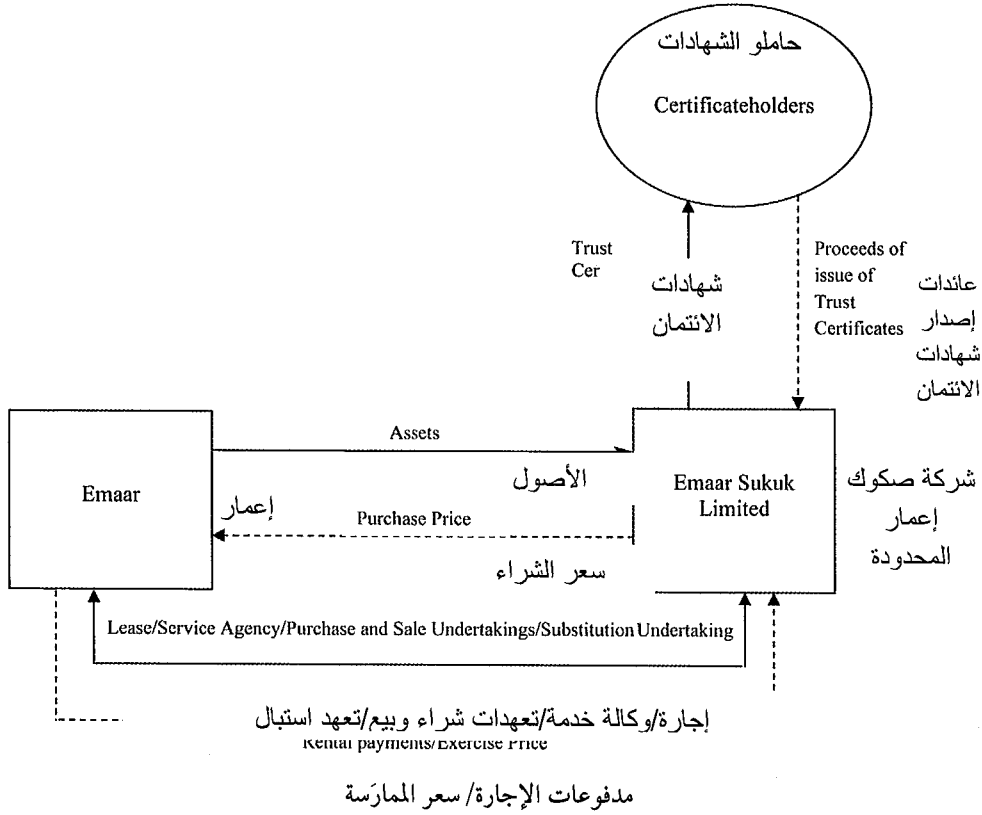 حاملو الشهادات
Certificateholders
Trust
Cer
شهادات
الائتمان
Proceeds of
issue of
Trust
Certificates
عائدات
إصدار
شهادات
الائتمان
Assets
الأصول
Emaar
إعمار
Purchase Price
سعر الشراء
Emaar Sukuk
Limited
شركة صكوك
إعمار
المحدودة
Lease/Service Agency/Purchase and Sale Undertakings/Substitution Undertaking
إجارة/وكالة خدمة/تعهدات شراء وبيع/تعهد استبال
Rental payments/Exercise Price
مدفوعات الإجارة/ سعر الممارَسة